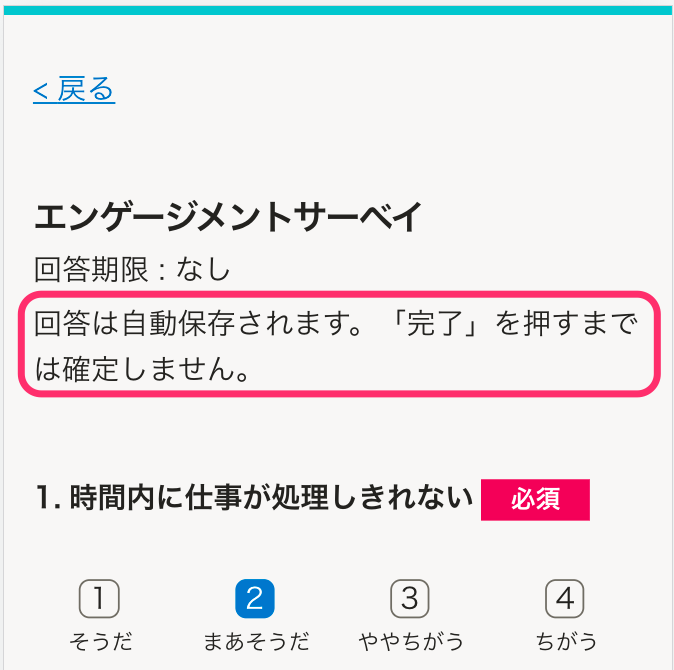 < 戻る
エンゲージメントサーベイ
回答期限：なし
回答は自動保存されます。「完了」を押すまで
は確定しません。
1. 時間内に仕事が処理しきれない 必須
1 2 3 4
そうだ まあそうだ ややちがう ちがう